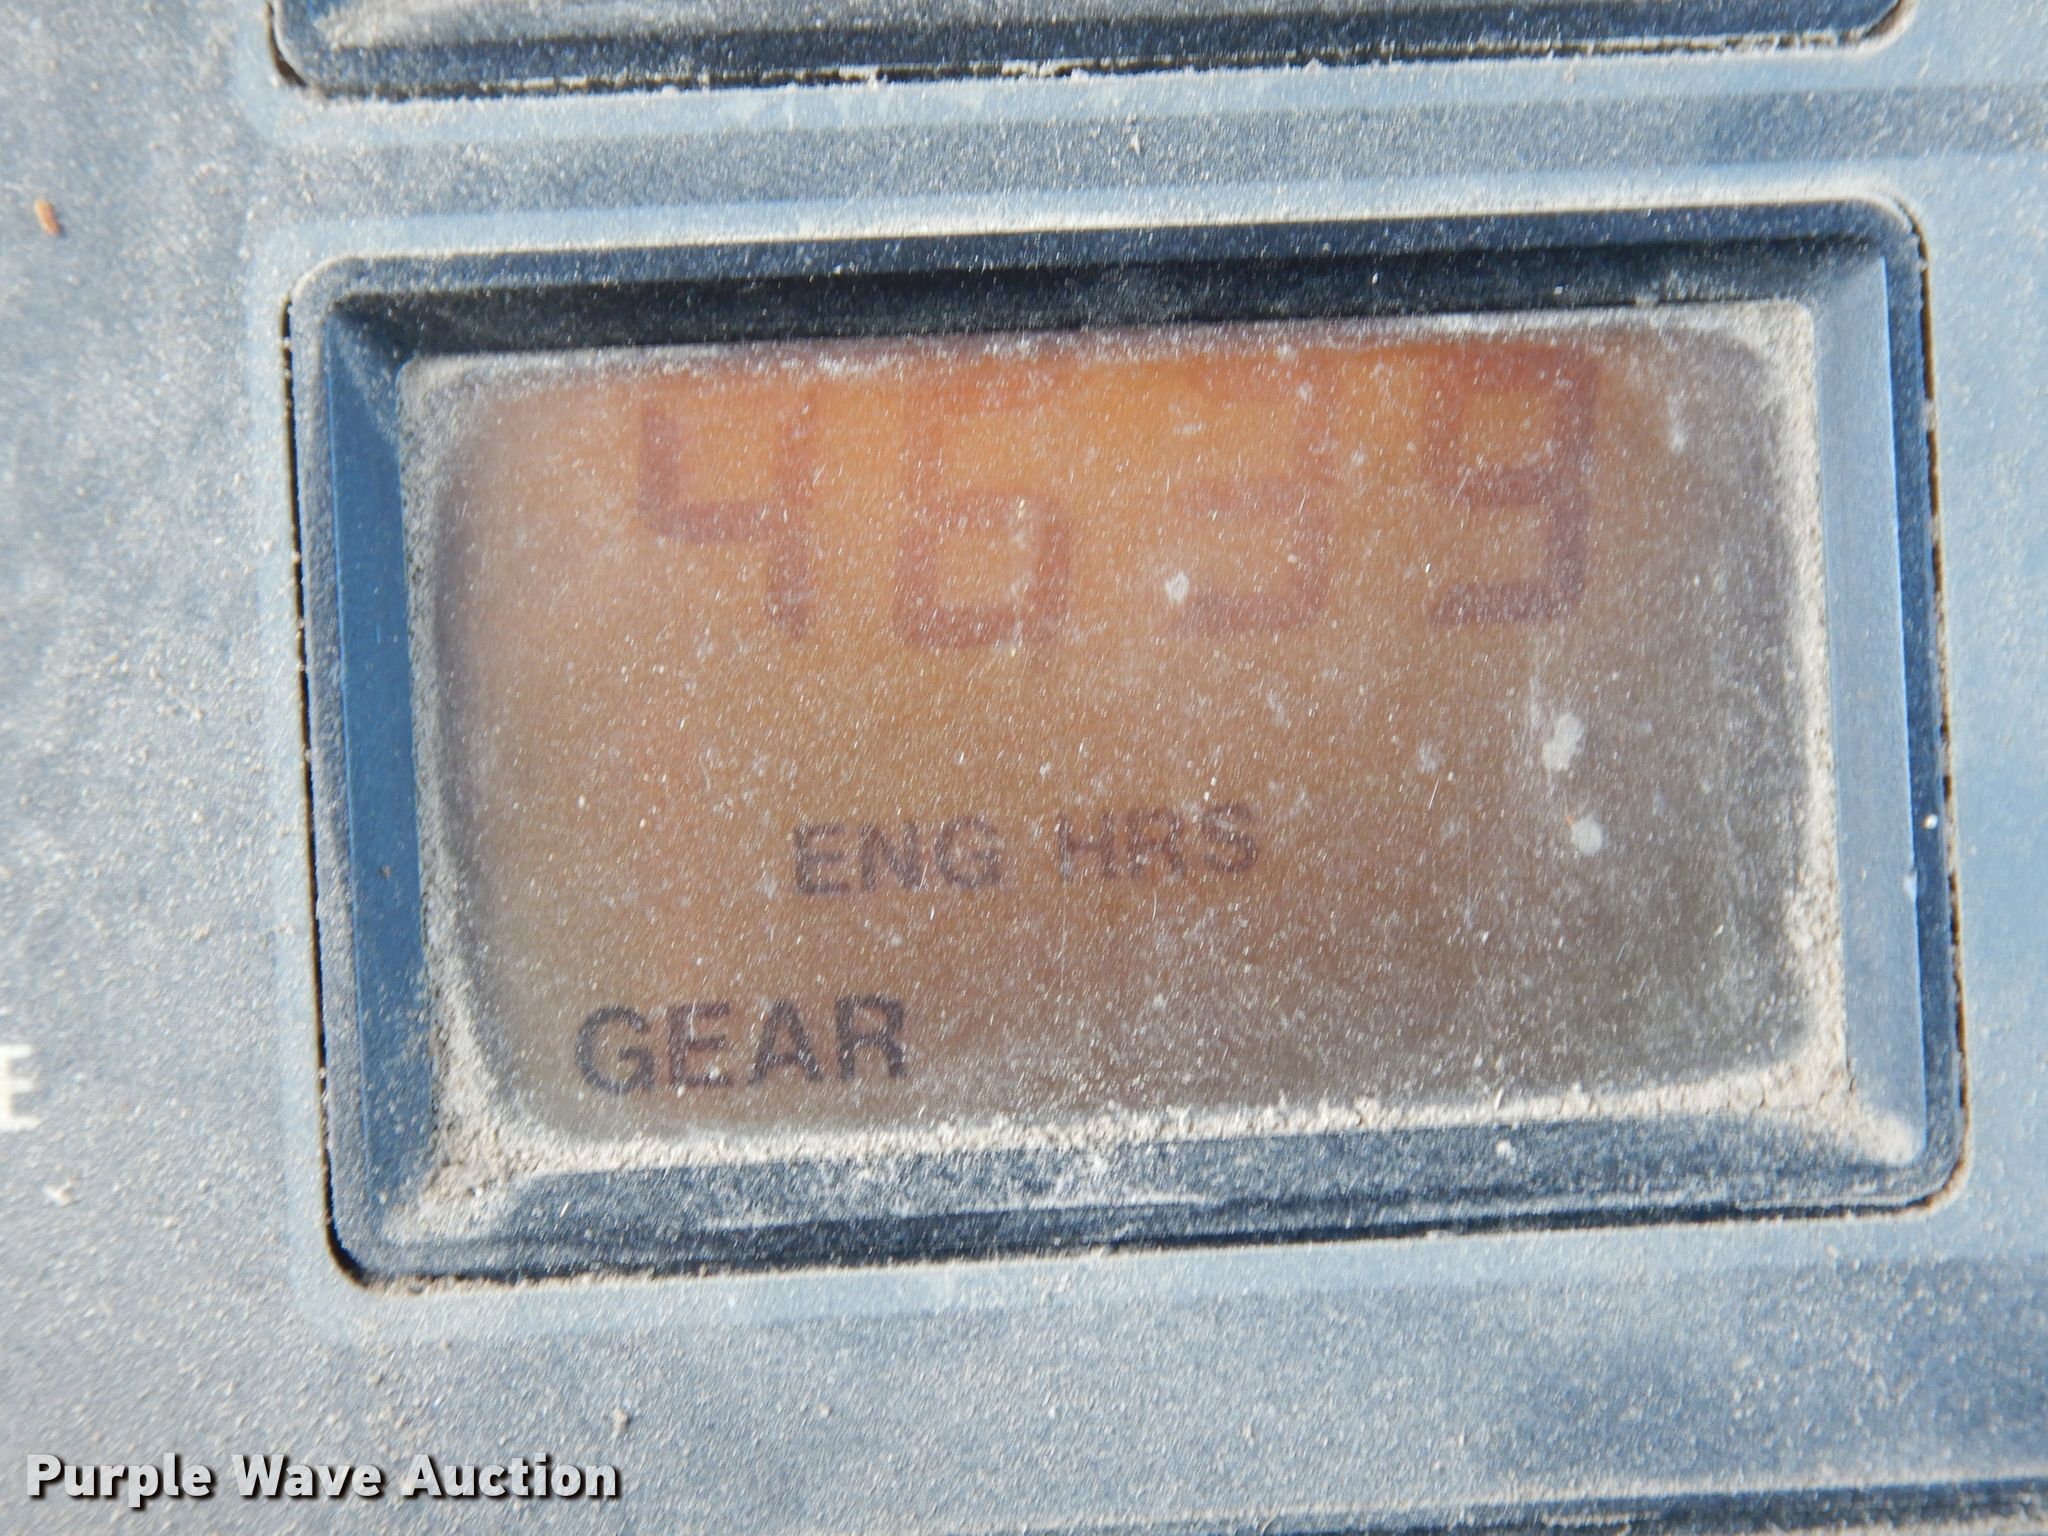 4639
ENG HRS
GEAR
E
Purple Wave Auction